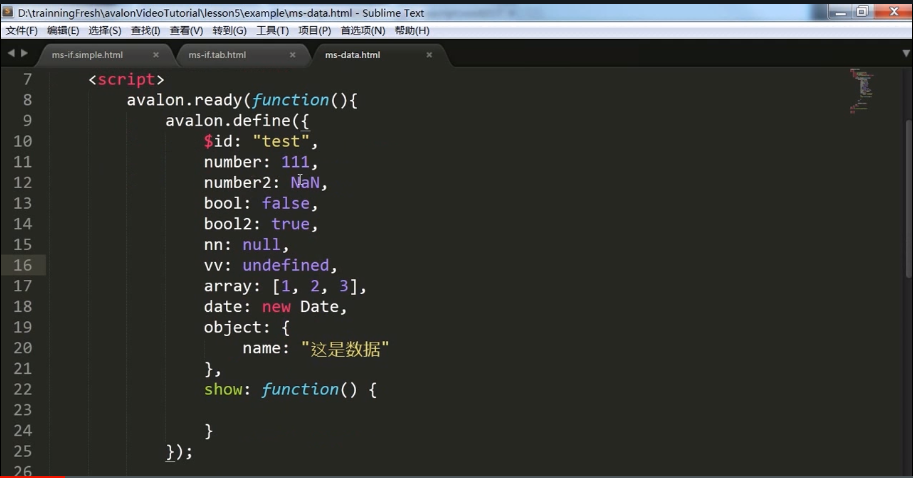 D:\trainningFresh\avalonVideoTutorial\lesson5\example\ms-data.html - Sublime Text
文件(F) 编辑(E) 选择(S) 查找(I) 查看(V) 转到(G) 工具(T) 项目(P) 首选项(N) 帮助(H)
ms-if.simple.html × ms-if.tab.html × ms-data.html ×
7 <script>
8 avalon.ready(function(){
9 avalon.define({
10 $id: "test",
11 number: 111,
12 number2: NaN,
13 bool: false,
14 bool2: true,
15 nn: null,
16 vv: undefined,
17 array: [1, 2, 3],
18 date: new Date,
19 object: {
20 name: "这是数据"
21 },
22 show: function() {
23
24 }
25 });
26